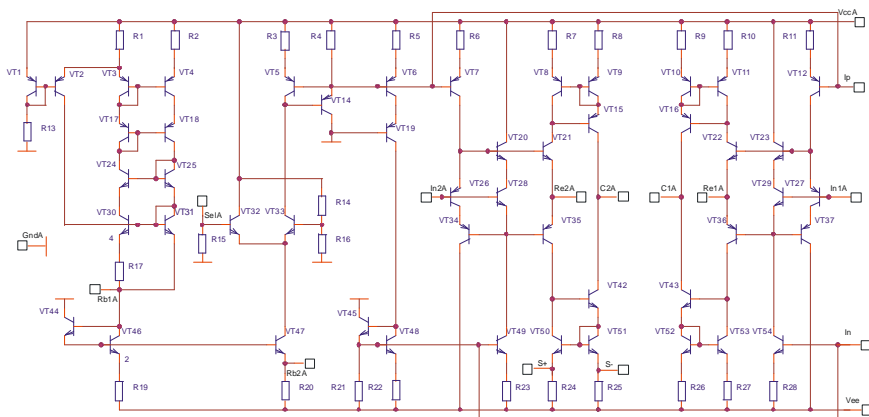 VccA
R1 R2 R3 R4 R5 R6 R7 R8 R9 R10 R11
VT1 VT2 VT3 VT4 VT5 VT6 VT7 VT8 VT9 VT10 VT11 VT12
Ip
VT14 VT15 VT16
R13 VT17 VT18 VT19 VT20 VT21 VT22 VT23
VT24 VT25 VT26 VT28 VT29 VT27
In2A Re2A C2A C1A Re1A In1A
SelA R14
VT30 VT31 VT32 VT33 VT34 VT35 VT36 VT37
GndA 4 R15 R16
R17
Rb1A VT42 VT43
VT44 VT45
VT46 VT47 VT48 VT49 VT50 VT51 VT52 VT53 VT54 In
2 Rb2A S+ S-
R19 R20 R21 R22 R23 R24 R25 R26 R27 R28
Vee